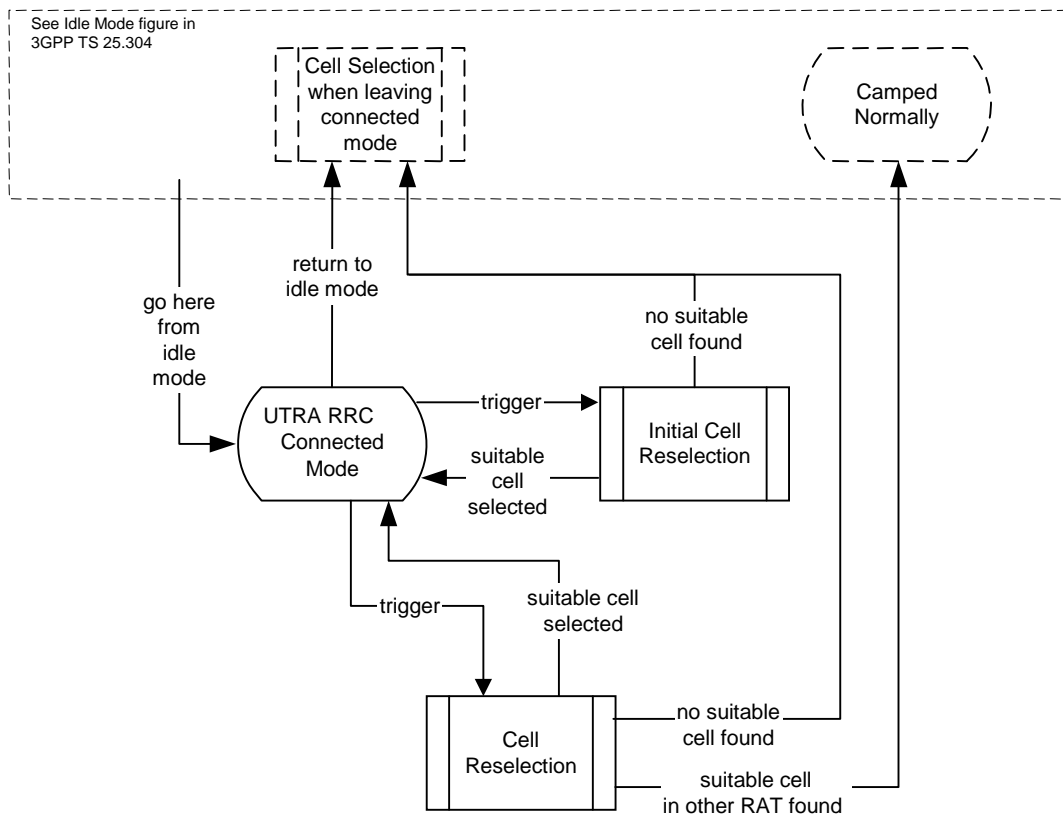 See Idle Mode figure in
3GPP TS 25.304
Cell Selection
when leaving
connected
mode
Camped
Normally
return to
idle mode
go here
from
idle
mode
no suitable
cell found
UTRA RRC
Connected
Mode
trigger
Initial Cell
Reselection
suitable
cell
selected
trigger
suitable cell
selected
Cell
Reselection
no suitable
cell found
suitable cell
in other RAT found